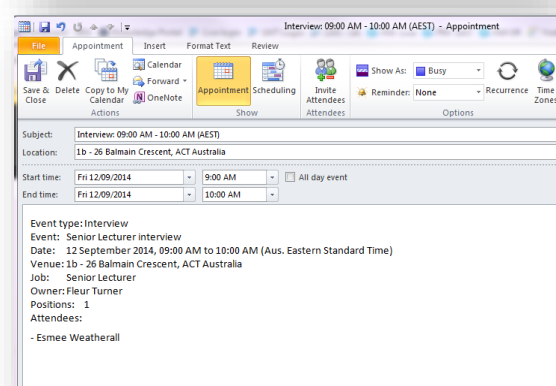 Interview: 09:00 AM - 10:00 AM (AEST) - Appointment
File Appointment Insert Format Text Review
Save & Close
Delete
Copy to My Calendar
Calendar
Forward
OneNote
Actions
Appointment
Scheduling
Show
Invite Attendees
Attendees
Show As: Busy
Reminder: None
Recurrence
Time Zones
Options
Subject: Interview: 09:00 AM - 10:00 AM (AEST)
Location: 1b - 26 Balmain Crescent, ACT Australia
Start time: Fri 12/09/2014 9:00 AM All day event
End time: Fri 12/09/2014 10:00 AM
Event type: Interview
Event: Senior Lecturer interview
Date: 12 September 2014, 09:00 AM to 10:00 AM (Aus. Eastern Standard Time)
Venue: 1b - 26 Balmain Crescent, ACT Australia
Job: Senior Lecturer
Owner: Fleur Turner
Positions: 1
Attendees:
- Esmee Weatherall